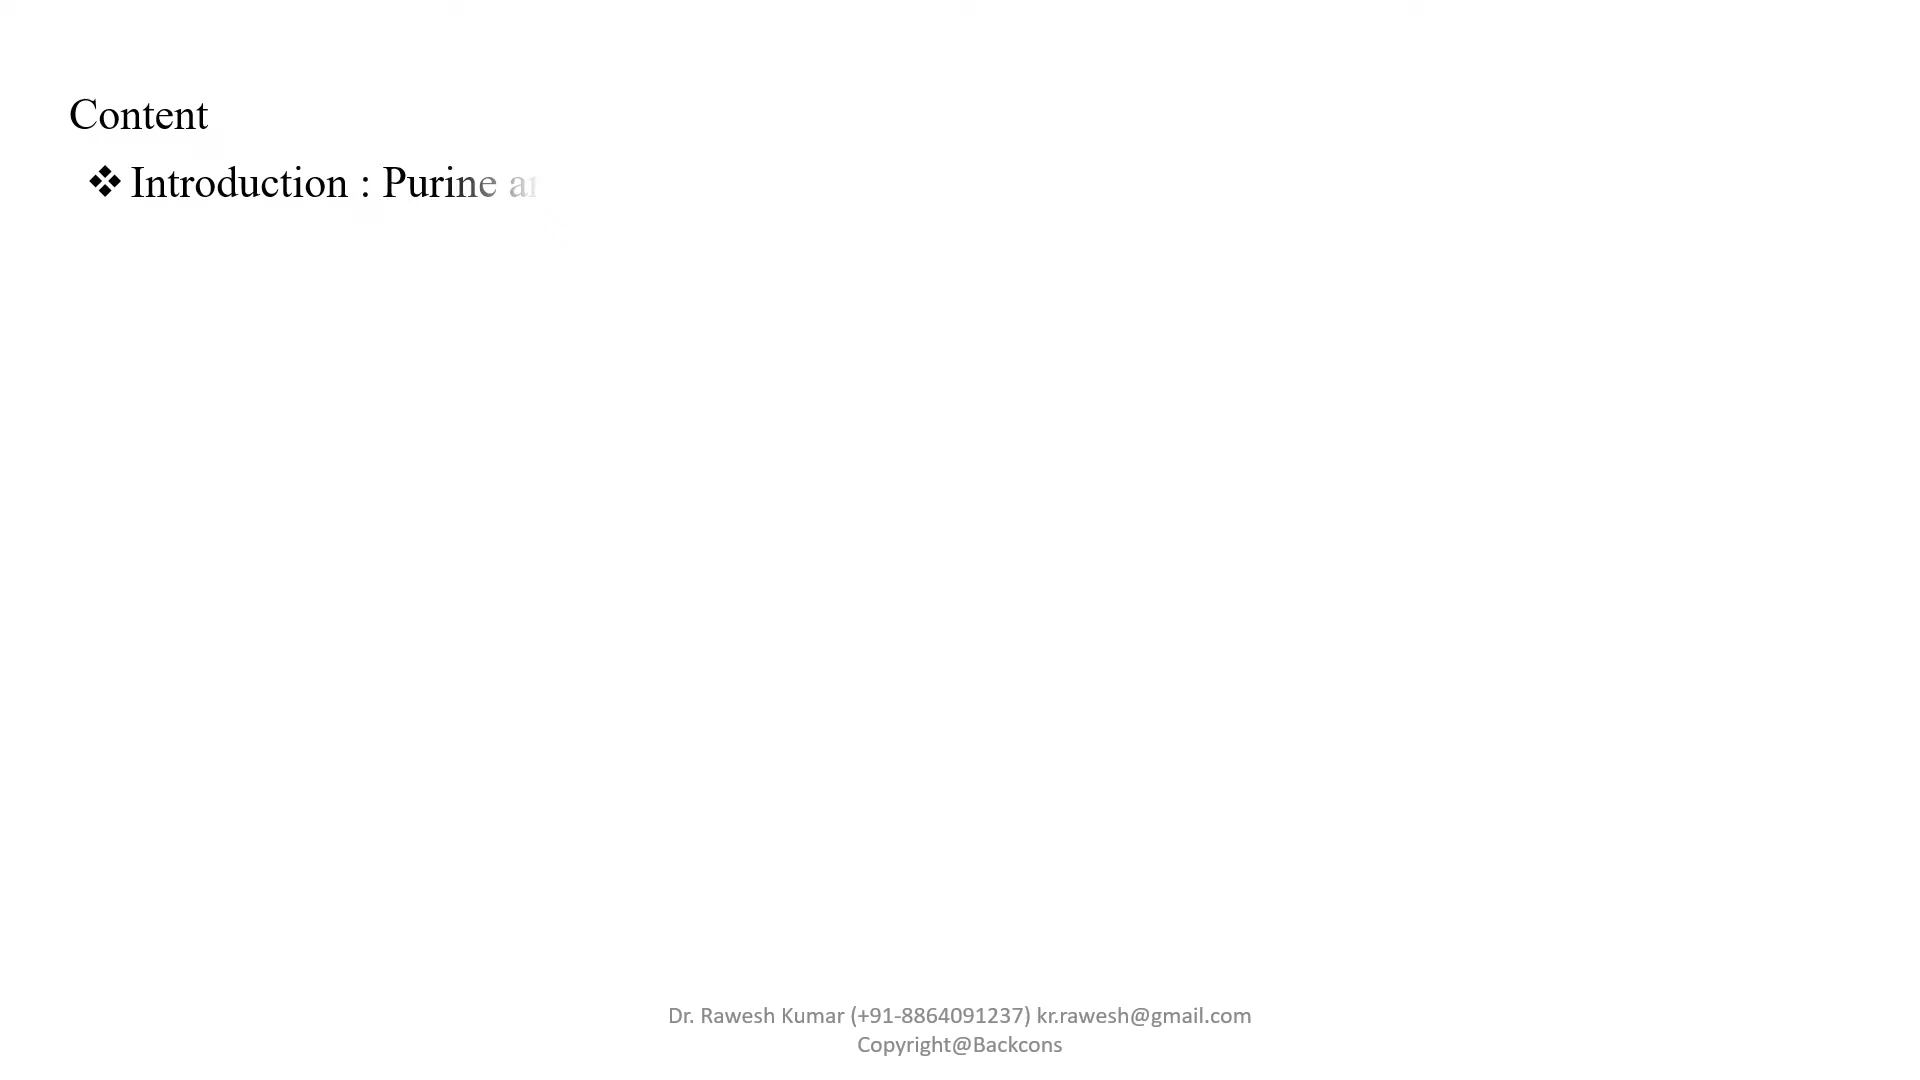 Content
❖ Introduction : Purine
Dr. Rawesh Kumar (+91-8864091237) kr.rawesh@gmail.com
Copyright@Backcons